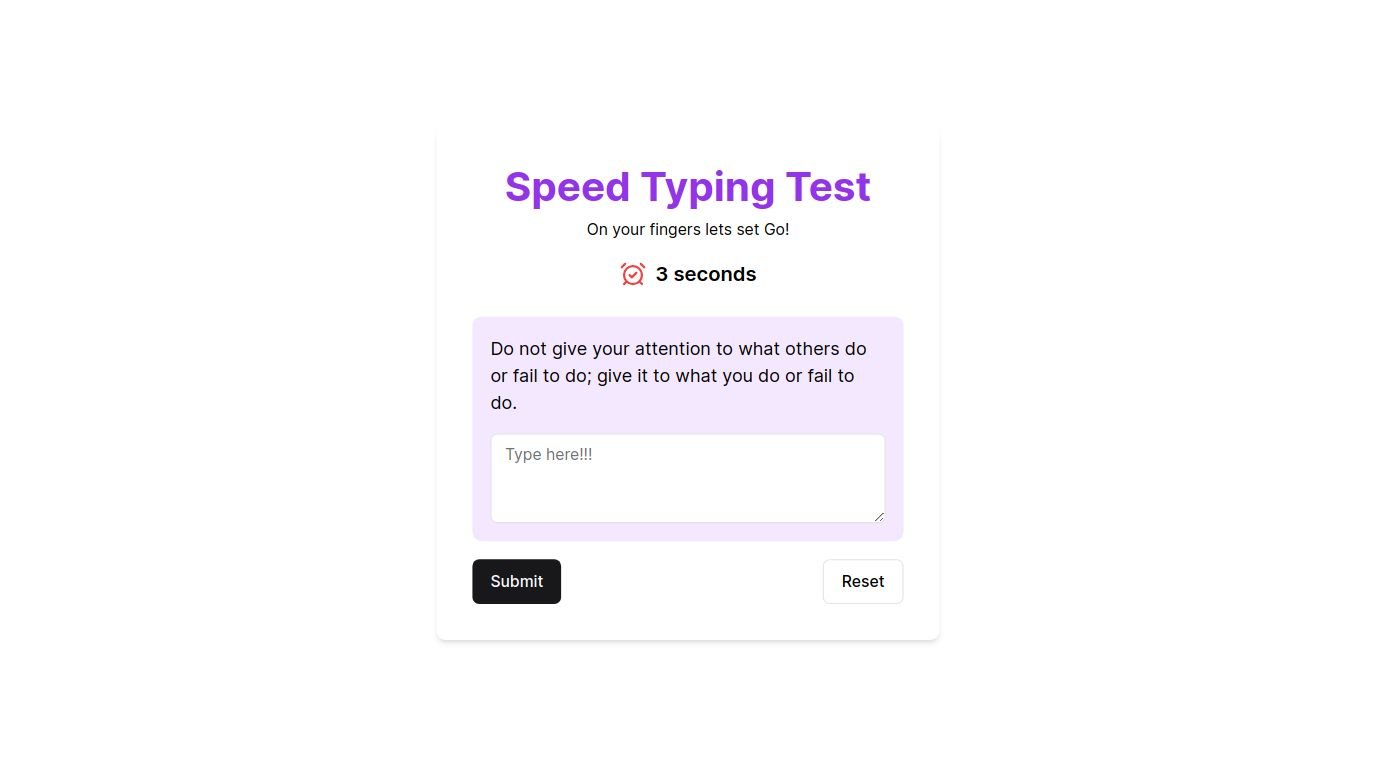 Speed Typing Test
On your fingers lets set Go!
3 seconds
Do not give your attention to what others do
or fail to do; give it to what you do or fail to
do.
Type here!!!
Submit
Reset